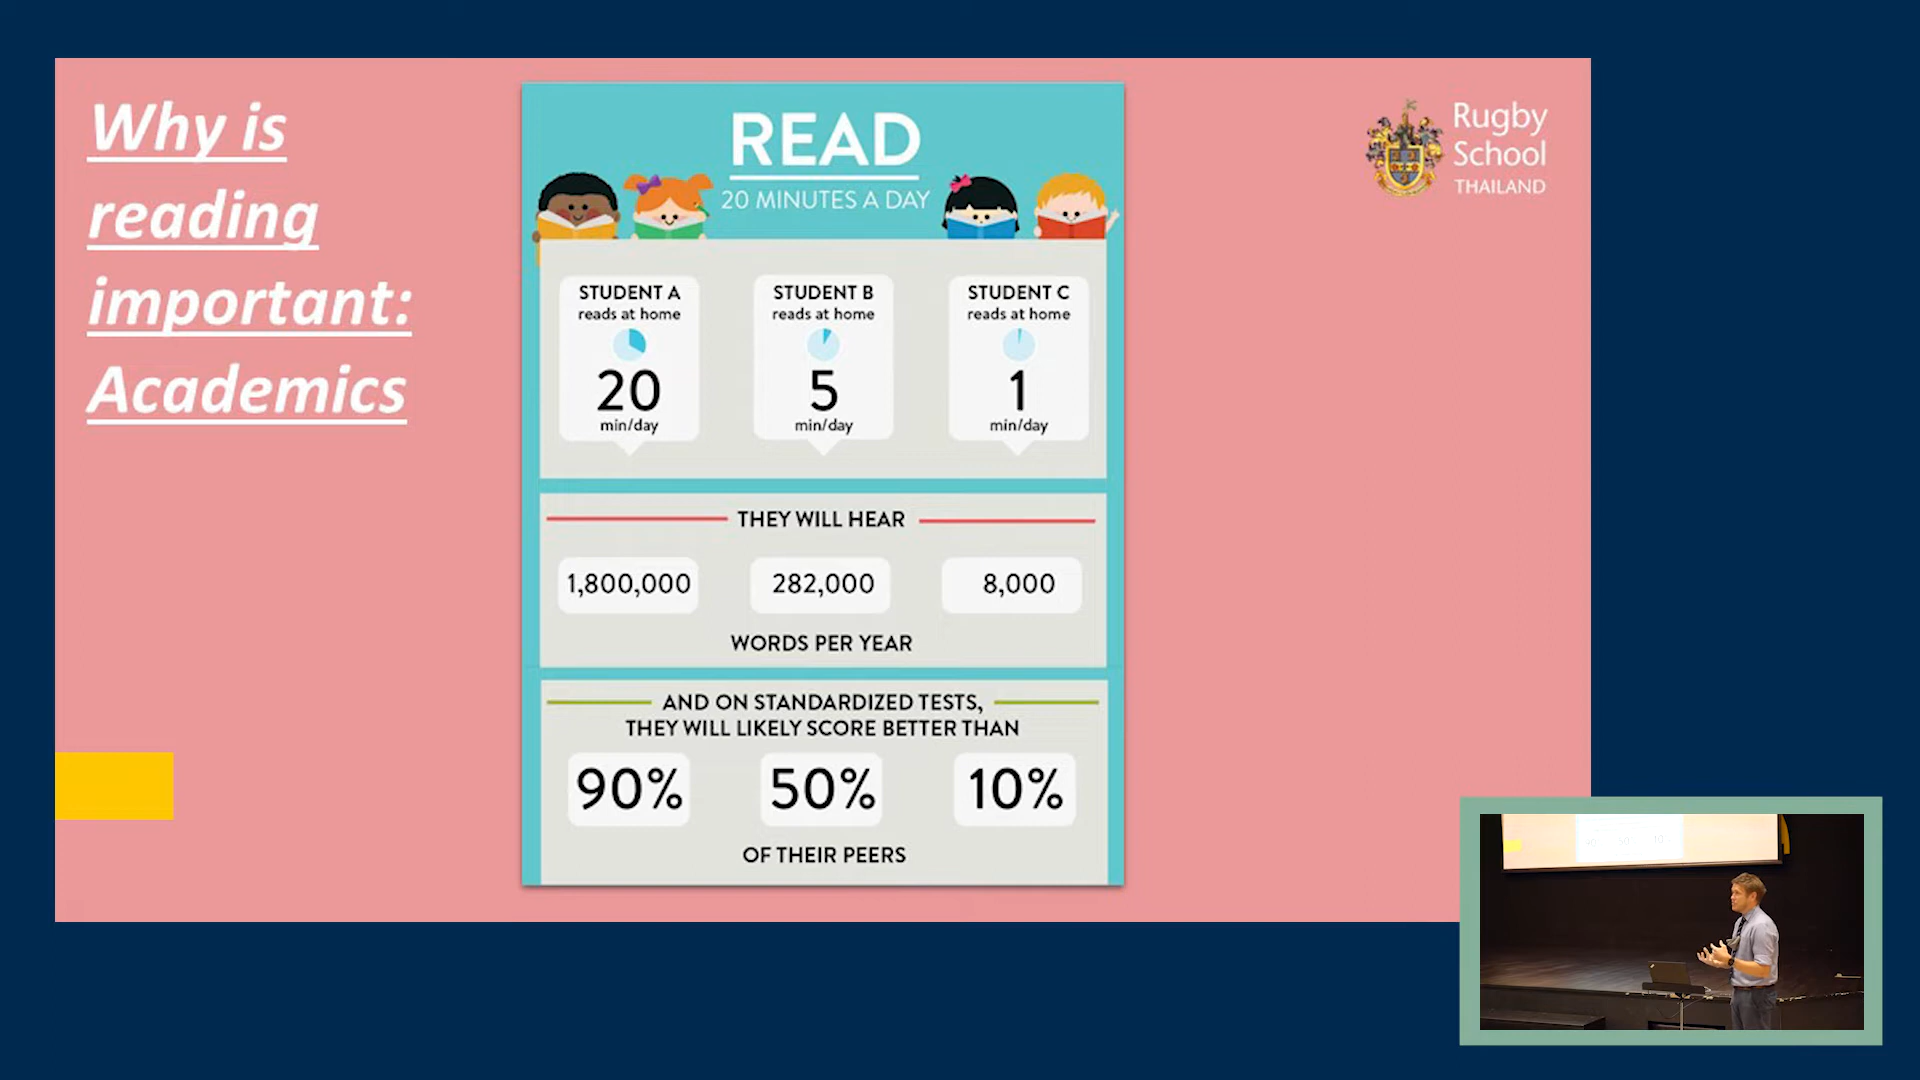 Why is
reading
important:
Academics
READ
20 MINUTES A DAY
Rugby
School
THAILAND
STUDENT A
reads at home
20
min/day
STUDENT B
reads at home
5
min/day
STUDENT C
reads at home
1
min/day
THEY WILL HEAR
1,800,000
282,000
8,000
WORDS PER YEAR
AND ON STANDARDIZED TESTS,
THEY WILL LIKELY SCORE BETTER THAN
90%
50%
10%
OF THEIR PEERS